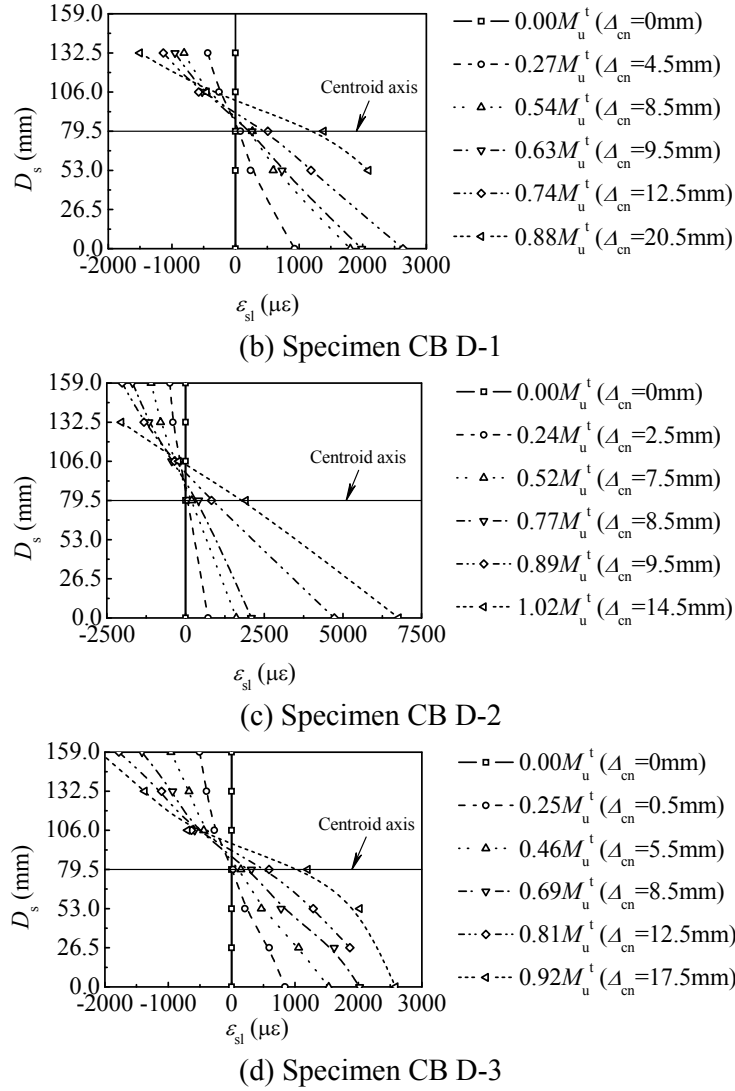 132.5
106.0
79.5
53.0
26.5
0.0
D_s (mm)
Centroid axis
-2000 -1000 0 1000 2000 3000
ε_sl (με)
0.00M_u^t (Δ_cn=0mm)
0.27M_u^t (Δ_cn=4.5mm)
0.54M_u^t (Δ_cn=8.5mm)
0.63M_u^t (Δ_cn=9.5mm)
0.74M_u^t (Δ_cn=12.5mm)
0.88M_u^t (Δ_cn=20.5mm)
(b) Specimen CB D-1
159.0
132.5
106.0
79.5
53.0
26.5
0.0
D_s (mm)
Centroid axis
-2500 0 2500 5000 7500
ε_sl (με)
0.00M_u^t (Δ_cn=0mm)
0.24M_u^t (Δ_cn=2.5mm)
0.52M_u^t (Δ_cn=7.5mm)
0.77M_u^t (Δ_cn=8.5mm)
0.89M_u^t (Δ_cn=9.5mm)
1.02M_u^t (Δ_cn=14.5mm)
(c) Specimen CB D-2
159.0
132.5
106.0
79.5
53.0
26.5
0.0
D_s (mm)
Centroid axis
-2000 -1000 0 1000 2000 3000
ε_sl (με)
0.00M_u^t (Δ_cn=0mm)
0.25M_u^t (Δ_cn=0.5mm)
0.46M_u^t (Δ_cn=5.5mm)
0.69M_u^t (Δ_cn=8.5mm)
0.81M_u^t (Δ_cn=12.5mm)
0.92M_u^t (Δ_cn=17.5mm)
(d) Specimen CB D-3